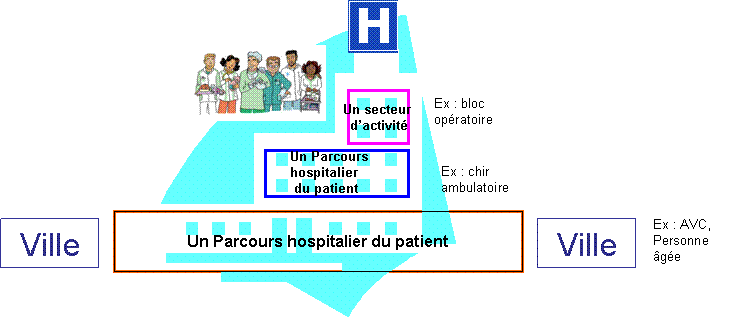 H
Un secteur
d'activité
Ex : bloc
opératoire
Un Parcours
hospitalier
du patient
Ex : chir
ambulatoire
Ville
Un Parcours hospitalier du patient
Ville
Ex : AVC,
Personne
âgée